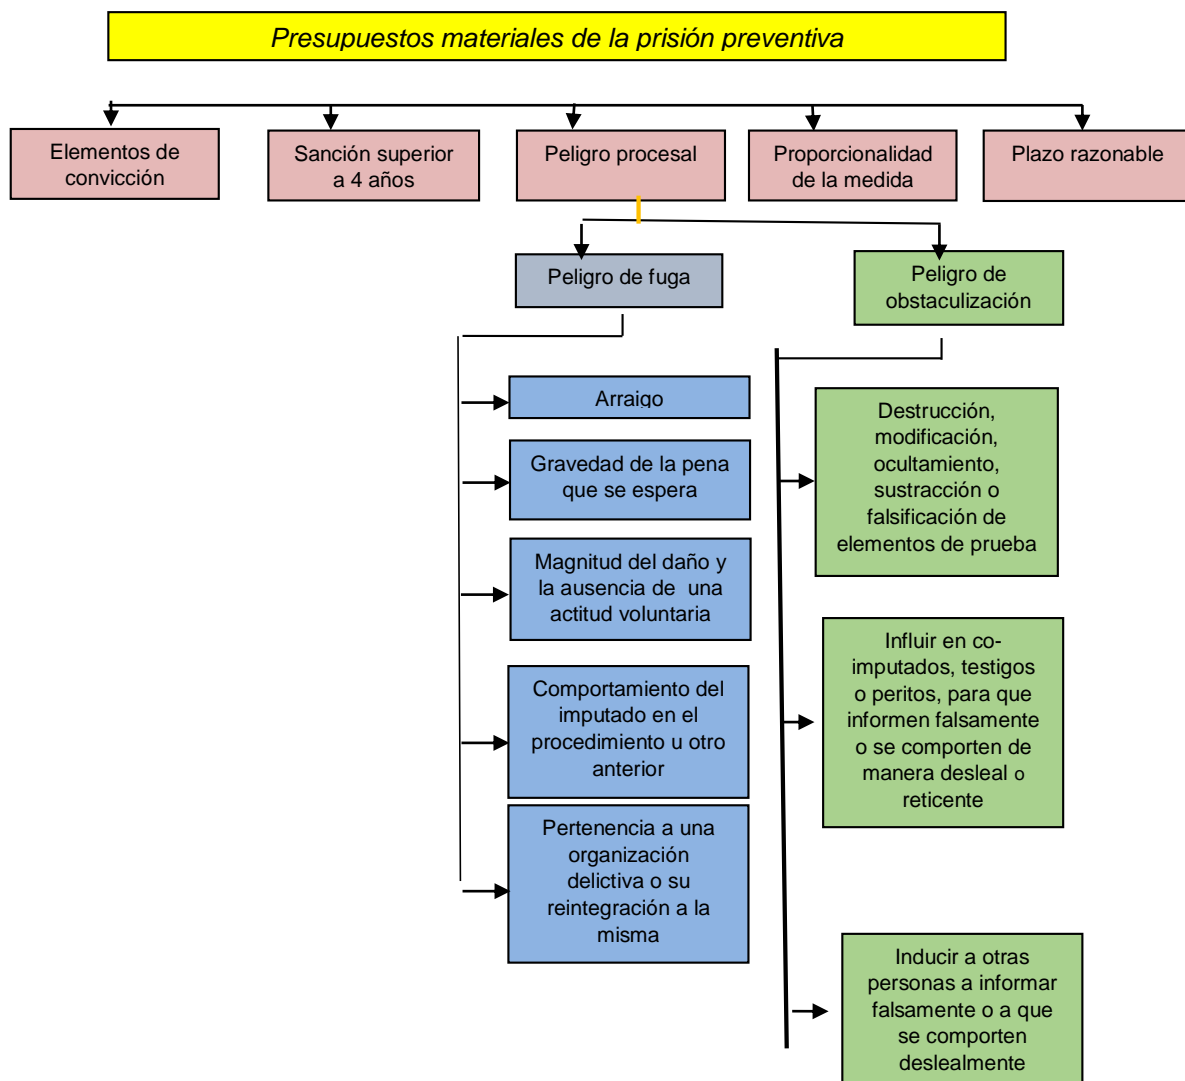 Presupuestos materiales de la prisión preventiva
Elementos de
convicción
Sanción superior
a 4 años
Peligro procesal
Proporcionalidad
de la medida
Plazo razonable
Peligro de fuga
Peligro de
obstaculización
Arraigo
Gravedad de la pena
que se espera
Magnitud del daño y
la ausencia de una
actitud voluntaria
Comportamiento del
imputado en el
procedimiento u otro
anterior
Pertenencia a una
organización
delictiva o su
reintegración a la
misma
Destrucción,
modificación,
ocultamiento,
sustracción o
falsificación de
elementos de prueba
Influir en co-
imputados, testigos
o peritos, para que
informen falsamente
o se comporten de
manera desleal o
reticente
Inducir a otras
personas a informar
falsamente o a que
se comporten
deslealmente